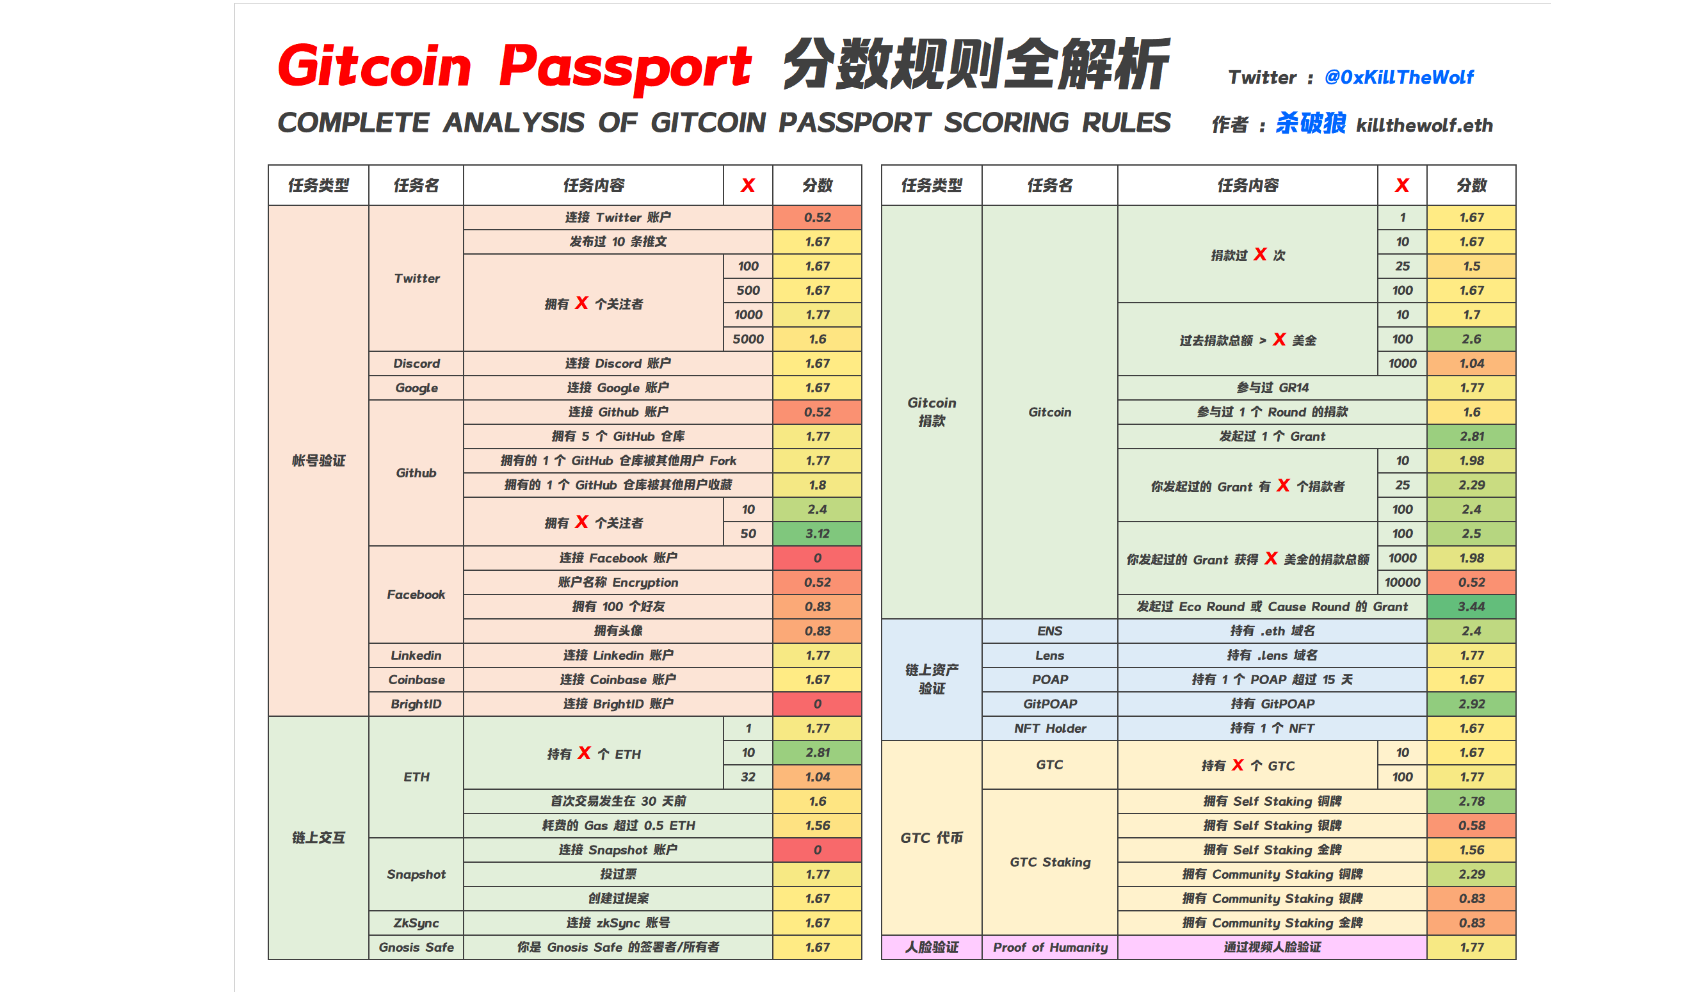 Gitcoin Passport 分数规则全解析
Twitter : @0xKillTheWolf
COMPLETE ANALYSIS OF GITCOIN PASSPORT SCORING RULES
作者 : 杀破狼 killthewolf.eth
任务类型 任务名 任务内容 X 分数
帐号验证
Twitter
连接 Twitter 账户 0.52
发布过 10 条推文 1.67
拥有 X 个关注者
100 1.67
500 1.67
1000 1.77
5000 1.6
Discord 连接 Discord 账户 1.67
Google 连接 Google 账户 1.67
Github
连接 Github 账户 0.52
拥有 5 个 GitHub 仓库 1.77
拥有的 1 个 GitHub 仓库被其他用户 Fork 1.77
拥有的 1 个 GitHub 仓库被其他用户收藏 1.8
拥有 X 个关注者
10 2.4
50 3.12
Facebook
连接 Facebook 账户 0
账户名称 Encryption 0.52
拥有 100 个好友 0.83
拥有头像 0.83
Linkedin 连接 Linkedin 账户 1.77
Coinbase 连接 Coinbase 账户 1.67
BrightID 连接 BrightID 账户 0
链上交互
ETH
持有 X 个 ETH
1 1.77
10 2.81
32 1.04
首次交易发生在 30 天前 1.6
耗费的 Gas 超过 0.5 ETH 1.56
Snapshot
连接 Snapshot 账户 0
投过票 1.77
创建过提案 1.67
ZkSync 连接 zkSync 账号 1.67
Gnosis Safe 你是 Gnosis Safe 的签署者/所有者 1.67
任务类型 任务名 任务内容 X 分数
Gitcoin
捐款
Gitcoin
捐款过 X 次
1 1.67
10 1.67
25 1.5
100 1.67
过去捐款总额 > X 美金
10 1.7
100 2.6
1000 1.04
参与过 GR14 1.77
参与过 1 个 Round 的捐款 1.6
发起过 1 个 Grant 2.81
你发起过的 Grant 有 X 个捐款者
10 1.98
25 2.29
100 2.4
你发起过的 Grant 获得 X 美金的捐款总额
100 2.5
1000 1.98
10000 0.52
发起过 Eco Round 或 Cause Round 的 Grant 3.44
链上资产
验证
ENS 持有 .eth 域名 2.4
Lens 持有 .lens 域名 1.77
POAP 持有 1 个 POAP 超过 15 天 1.67
GitPOAP 持有 GitPOAP 2.92
NFT Holder 持有 1 个 NFT 1.67
GTC 代币
GTC
持有 X 个 GTC
10 1.67
100 1.77
GTC Staking
拥有 Self Staking 铜牌 2.78
拥有 Self Staking 银牌 0.58
拥有 Self Staking 金牌 1.56
拥有 Community Staking 铜牌 2.29
拥有 Community Staking 银牌 0.83
拥有 Community Staking 金牌 0.83
人脸验证 Proof of Humanity 通过视频人脸验证 1.77